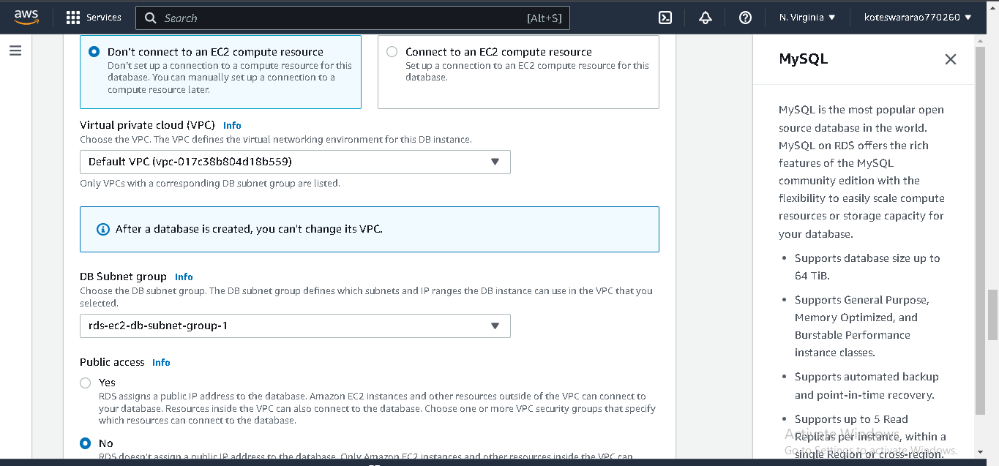 aws
Services
Search
[Alt+S]
N. Virginia
koteswararao770260
Don't connect to an EC2 compute resource
Don't set up a connection to a compute resource for this
database. You can manually set up a connection to a
compute resource later.
Connect to an EC2 compute resource
Set up a connection to an EC2 compute resource for this
database.
Virtual private cloud (VPC) Info
Choose the VPC. The VPC defines the virtual networking environment for this DB instance.
Default VPC (vpc-017c38b804d18b559)
Only VPCs with a corresponding DB subnet group are listed.
After a database is created, you can't change its VPC.
DB Subnet group Info
Choose the DB subnet group. The DB subnet group defines which subnets and IP ranges the DB instance can use in the VPC that you
selected.
rds-ec2-db-subnet-group-1
Public access Info
Yes
RDS assigns a public IP address to the database. Amazon EC2 instances and other resources outside of the VPC can connect to
your database. Resources inside the VPC can also connect to the database. Choose one or more VPC security groups that specify
which resources can connect to the database.
No
RDS doesn't assign a public IP address to the database. Only Amazon EC2 instances and other resources inside the VPC can
MySQL
MySQL is the most popular open
source database in the world.
MySQL on RDS offers the rich
features of the MySQL
community edition with the
flexibility to easily scale compute
resources or storage capacity for
your database.
• Supports database size up to
64 TiB.
• Supports General Purpose,
Memory Optimized, and
Burstable Performance
instance classes.
• Supports automated backup
and point-in-time recovery.
• Supports up to 5 Read
Replicas per instance, within a
single Region or cross-region.
Activate Windows
Go to Settings to activate Windows.